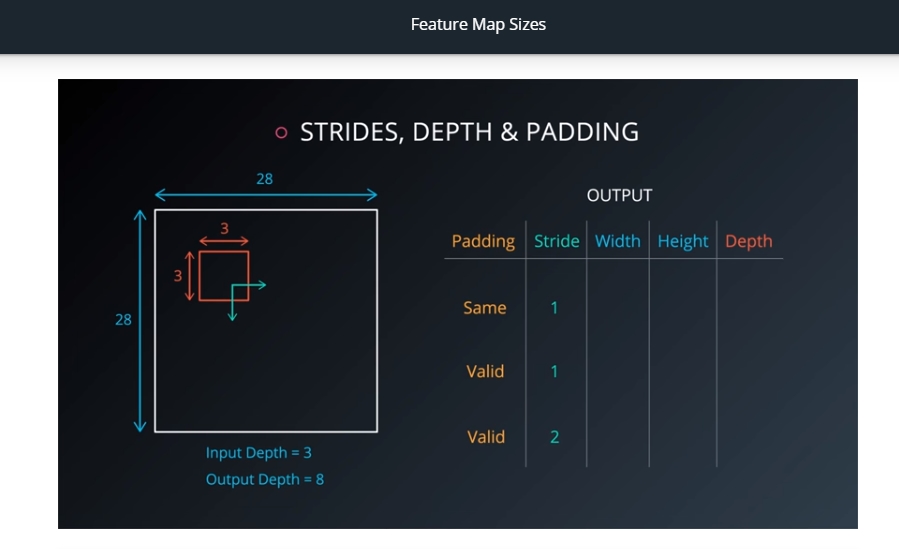 Feature Map Sizes
STRIDES, DEPTH & PADDING
28
3
3
28
Input Depth = 3
Output Depth = 8
OUTPUT
Padding Stride Width Height Depth
Same 1
Valid 1
Valid 2